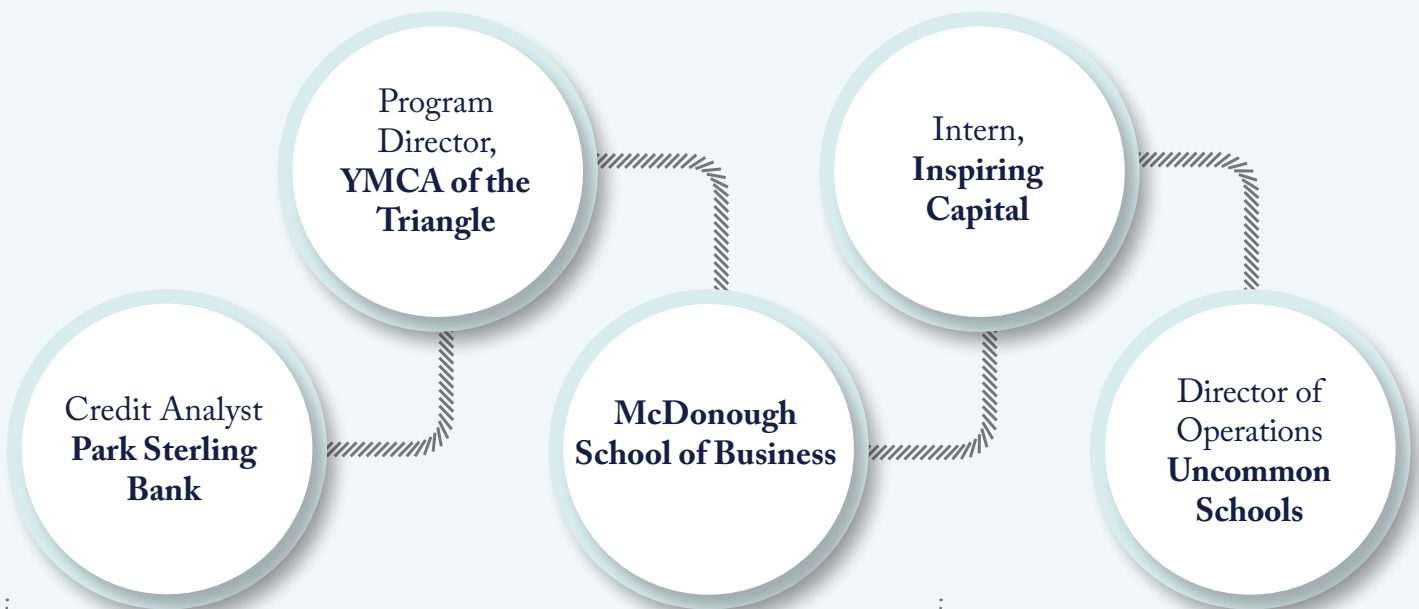 Credit Analyst
Park Sterling
Bank
Program
Director,
YMCA of the
Triangle
McDonough
School of Business
Intern,
Inspiring
Capital
Director of
Operations
Uncommon
Schools